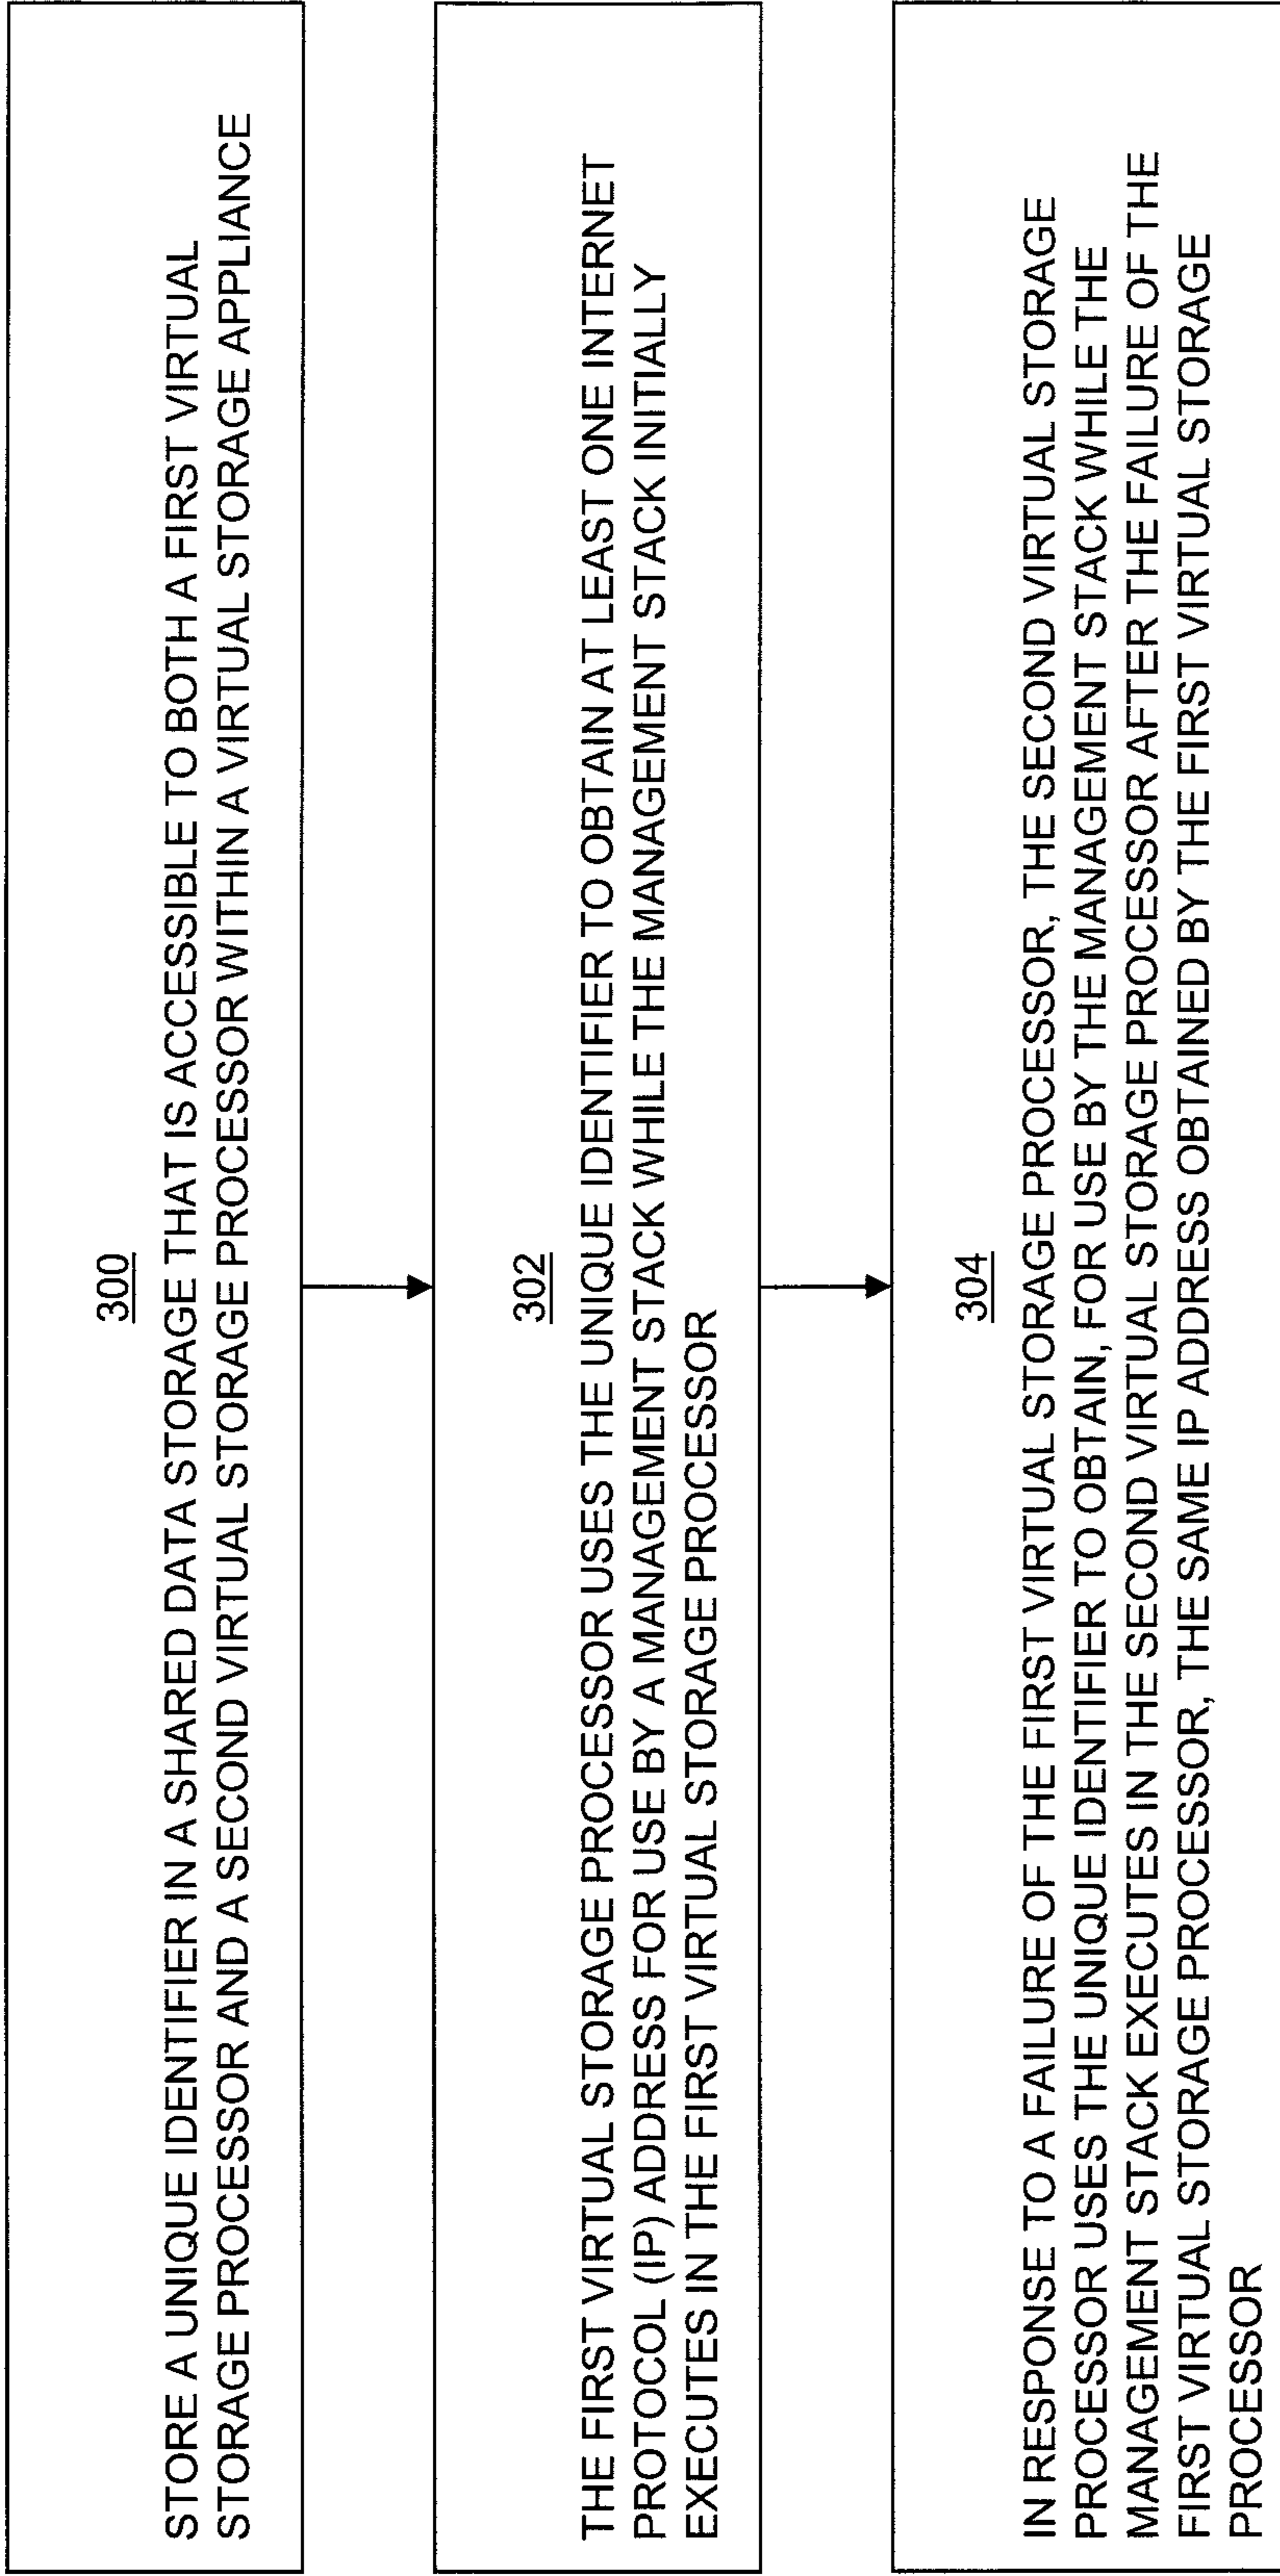 300
STORE A UNIQUE IDENTIFIER IN A SHARED DATA STORAGE THAT IS ACCESSIBLE TO BOTH A FIRST VIRTUAL
STORAGE PROCESSOR AND A SECOND VIRTUAL STORAGE PROCESSOR WITHIN A VIRTUAL STORAGE APPLIANCE
302
THE FIRST VIRTUAL STORAGE PROCESSOR USES THE UNIQUE IDENTIFIER TO OBTAIN AT LEAST ONE INTERNET
PROTOCOL (IP) ADDRESS FOR USE BY A MANAGEMENT STACK WHILE THE MANAGEMENT STACK INITIALLY
EXECUTES IN THE FIRST VIRTUAL STORAGE PROCESSOR
304
IN RESPONSE TO A FAILURE OF THE FIRST VIRTUAL STORAGE PROCESSOR, THE SECOND VIRTUAL STORAGE
PROCESSOR USES THE UNIQUE IDENTIFIER TO OBTAIN, FOR USE BY THE MANAGEMENT STACK WHILE THE
MANAGEMENT STACK EXECUTES IN THE SECOND VIRTUAL STORAGE PROCESSOR AFTER THE FAILURE OF THE
FIRST VIRTUAL STORAGE PROCESSOR, THE SAME IP ADDRESS OBTAINED BY THE FIRST VIRTUAL STORAGE
PROCESSOR